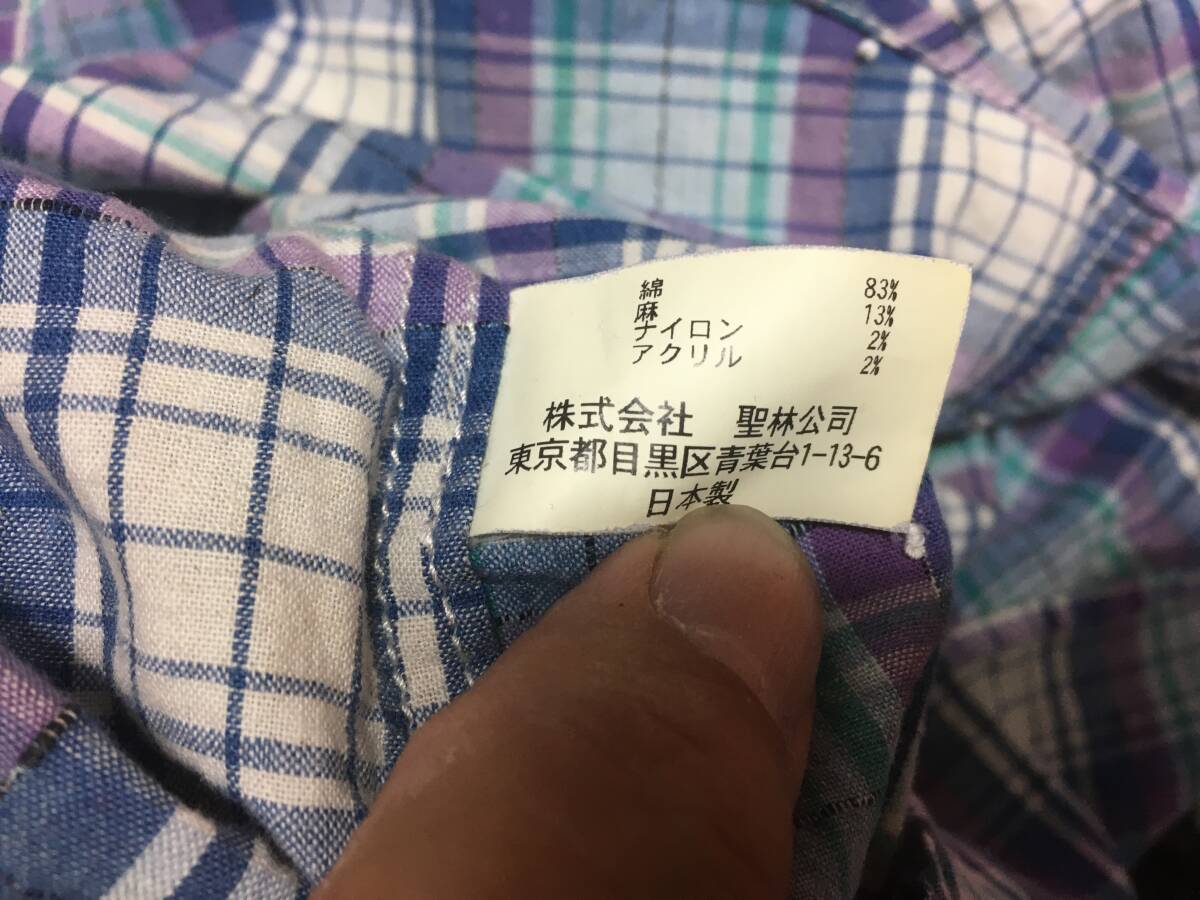 綿 83%
麻 13%
ナイロン 2%
アクリル 2%
株式会社 聖林公司
東京都目黒区青葉台1-13-6
日本製